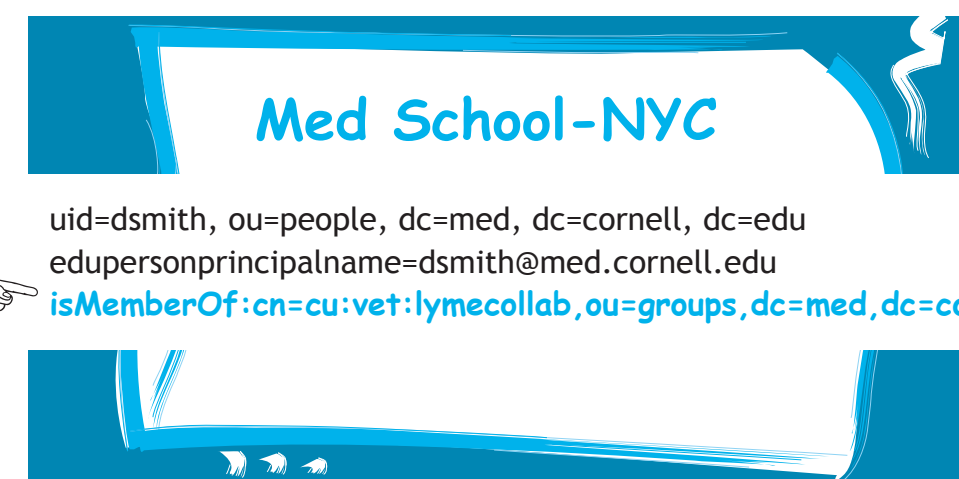 Med School-NYC
uid=dsmith, ou=people, dc=med, dc=cornell, dc=edu
edupersonprincipalname=dsmith@med.cornell.edu
isMemberOf:cn=cu:vet:lymecollab,ou=groups,dc=med,dc=co